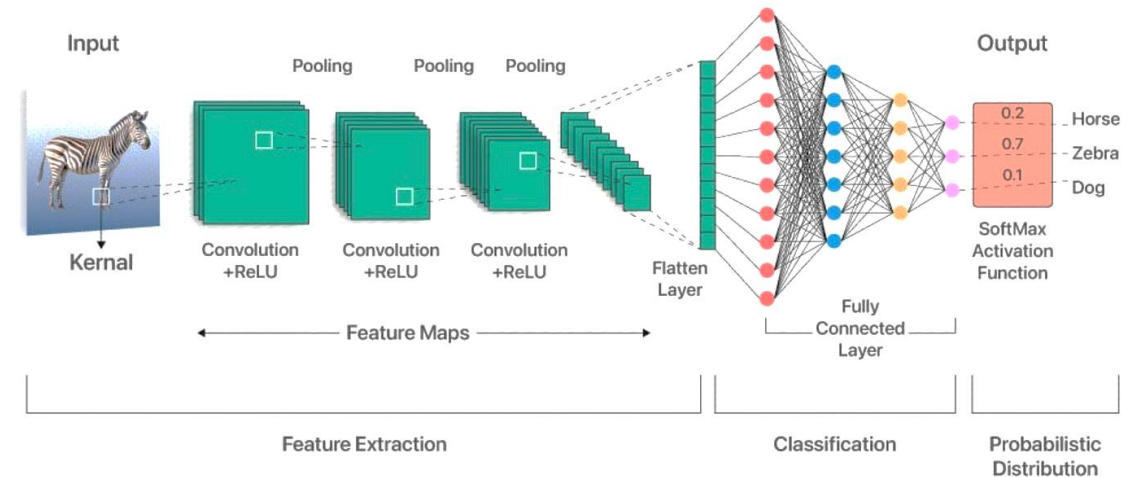 Input
Output
Pooling
Pooling
Pooling
0.2
Horse
0.7
Zebra
0.1
Dog
Kernal
Convolution
+ReLU
Convolution
+ReLU
Convolution
+ReLU
Flatten
Layer
SoftMax
Activation
Function
Fully
Connected
Layer
Feature Maps
Feature Extraction
Classification
Probabilistic
Distribution